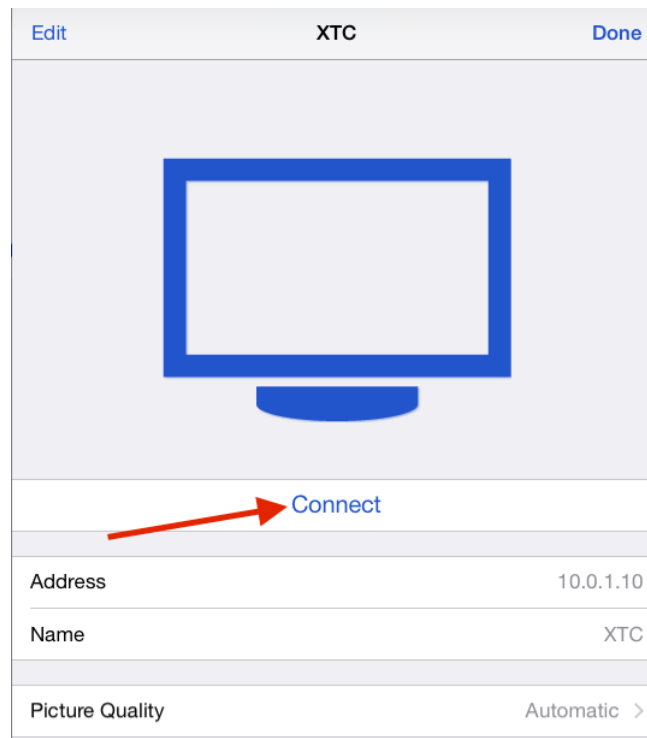 Edit XTC Done
Connect
Address 10.0.1.10
Name XTC
Picture Quality Automatic